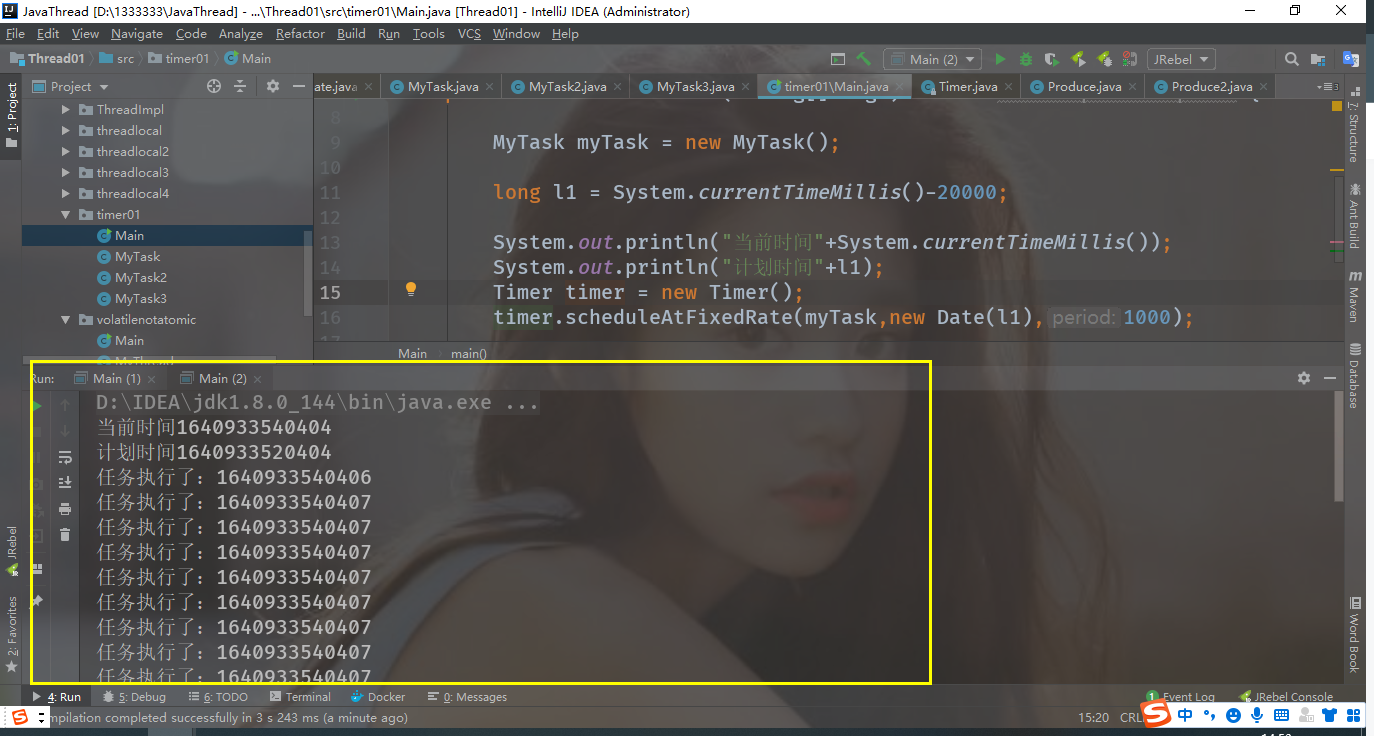 JavaThread [D:\1333333\JavaThread] - ...\Thread01\src\timer01\Main.java [Thread01] - IntelliJ IDEA (Administrator)
File Edit View Navigate Code Analyze Refactor Build Run Tools VCS Window Help
Thread01 src timer01 Main Main (2) JRebel
Project ate.java MyTask.java MyTask2.java MyTask3.java timer01\Main.java Timer.java Produce.java Produce2.java
1: Project
ThreadImpl
threadlocal
threadlocal2
threadlocal3
threadlocal4
timer01
Main
MyTask
MyTask2
MyTask3
volatilenotatomic
Main
MyThread
8
9 MyTask myTask = new MyTask();
10
11 long l1 = System.currentTimeMillis()-20000;
12
13 System.out.println("当前时间"+System.currentTimeMillis());
14 System.out.println("计划时间"+l1);
15 Timer timer = new Timer();
16 timer.scheduleAtFixedRate(myTask,new Date(l1), period: 1000);
Main main()
7: Structure
Ant Build
Maven
Database
Word Book
Run: Main (1) Main (2)
D:\IDEA\jdk1.8.0_144\bin\java.exe ...
当前时间1640933540404
计划时间1640933520404
任务执行了：1640933540406
任务执行了：1640933540407
任务执行了：1640933540407
任务执行了：1640933540407
任务执行了：1640933540407
任务执行了：1640933540407
任务执行了：1640933540407
任务执行了：1640933540407
任务执行了：1640933540407
JRebel
2: Favorites
4: Run 5: Debug 6: TODO Terminal Docker 0: Messages 1 Event Log JRebel Console
mpilation completed successfully in 3 s 243 ms (a minute ago) 15:20 CRL
中